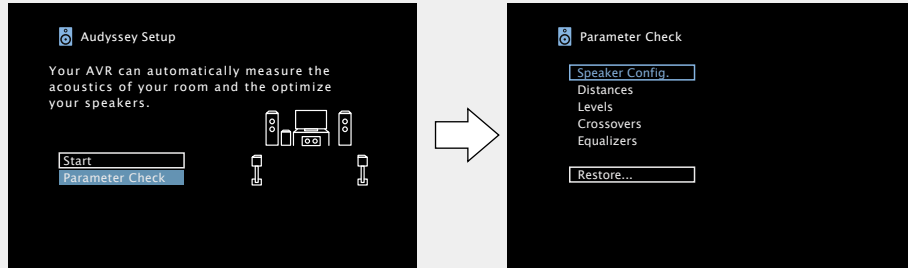 Audyssey Setup
Your AVR can automatically measure the
acoustics of your room and the optimize
your speakers.
Start
Parameter Check
Parameter Check
Speaker Config.
Distances
Levels
Crossovers
Equalizers
Restore...